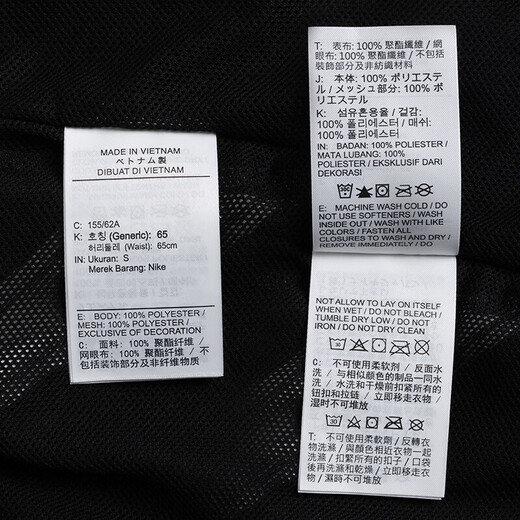 MADE IN VIETNAM
ベトナム製
DIBUAT DI VIETNAM
C: 155/62A
K: 호칭 (Generic): 65
허리둘레 (Waist): 65cm
IN: Ukuran: S
Merek Barang: Nike
E: BODY: 100% POLYESTER/
MESH: 100% POLYESTER/
EXCLUSIVE OF DECORATION
C: 面料: 100% 聚酯纤维/
网眼布: 100% 聚酯纤维/ 不
包括装饰部分及非纤维物质
T: 表布: 100% 聚酯纖維/ 網
眼布: 100% 聚酯纖維/ 不包括
裝飾部分及非紡織材料
J: 本体: 100% ポリエステ
ル/ メッシュ部分: 100% ポ
リエステル
K: 섬유혼용율/ 겉감:
100% 폴리에스터/ 매쉬:
100% 폴리에스터
IN: BADAN: 100% POLIESTER/
MATA LUBANG: 100%
POLIESTER/ EKSKLUSIF DARI
DEKORASI
E: MACHINE WASH COLD/ DO
NOT USE SOFTENERS/ WASH
INSIDE OUT/ WASH WITH LIKE
COLORS/ FASTEN ALL
CLOSURES TO WASH AND DRY/
REMOVE IMMEDIATELY/ DO
NOT ALLOW TO LAY ON ITSELF
WHEN WET/ DO NOT BLEACH/
TUMBLE DRY LOW/ DO NOT
IRON/ DO NOT DRY CLEAN
C: 不可使用柔软剂/ 反面水
洗/ 与相似颜色的制品一同水
洗/ 水洗和干燥前扣紧所有的
钮扣和拉链/ 立即移走衣物/
湿时不可堆放
30
T: 不可使用柔軟劑/ 反轉衣
物洗滌/ 與顏色相近衣物一起
洗滌/ 扣緊所有的扣子/ 口袋
後再洗滌和乾燥/ 立即移走衣
物/ 濕時不可堆放